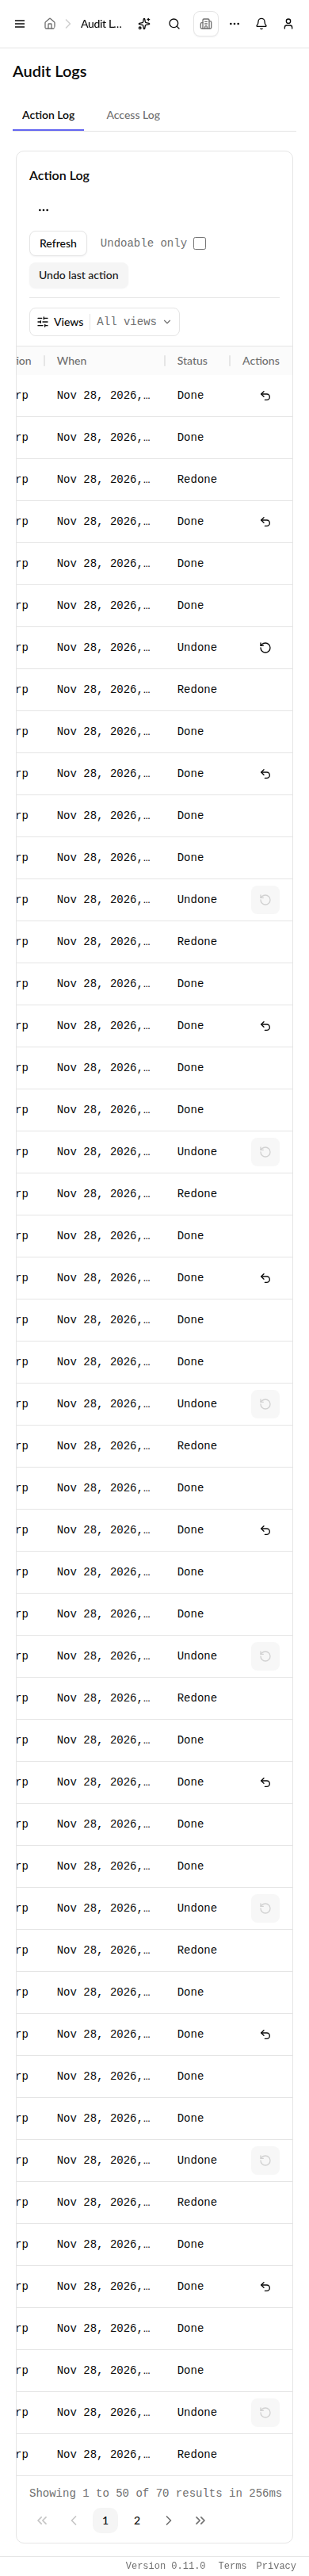 Audit L...
Audit Logs
Action Log Access Log
Action Log
...
Refresh Undoable only
Undo last action
Views All views
ion When Status Actions
rp Nov 28, 2026,… Done
rp Nov 28, 2026,… Done
rp Nov 28, 2026,… Redone
rp Nov 28, 2026,… Done
rp Nov 28, 2026,… Done
rp Nov 28, 2026,… Done
rp Nov 28, 2026,… Undone
rp Nov 28, 2026,… Redone
rp Nov 28, 2026,… Done
rp Nov 28, 2026,… Done
rp Nov 28, 2026,… Done
rp Nov 28, 2026,… Done
rp Nov 28, 2026,… Undone
rp Nov 28, 2026,… Redone
rp Nov 28, 2026,… Done
rp Nov 28, 2026,… Done
rp Nov 28, 2026,… Done
rp Nov 28, 2026,… Done
rp Nov 28, 2026,… Undone
rp Nov 28, 2026,… Redone
rp Nov 28, 2026,… Done
rp Nov 28, 2026,… Done
rp Nov 28, 2026,… Done
rp Nov 28, 2026,… Done
rp Nov 28, 2026,… Undone
rp Nov 28, 2026,… Redone
rp Nov 28, 2026,… Done
rp Nov 28, 2026,… Done
rp Nov 28, 2026,… Done
rp Nov 28, 2026,… Done
rp Nov 28, 2026,… Undone
rp Nov 28, 2026,… Redone
rp Nov 28, 2026,… Done
rp Nov 28, 2026,… Done
rp Nov 28, 2026,… Done
rp Nov 28, 2026,… Done
rp Nov 28, 2026,… Undone
rp Nov 28, 2026,… Redone
rp Nov 28, 2026,… Done
rp Nov 28, 2026,… Done
rp Nov 28, 2026,… Done
rp Nov 28, 2026,… Done
rp Nov 28, 2026,… Undone
rp Nov 28, 2026,… Redone
rp Nov 28, 2026,… Done
rp Nov 28, 2026,… Done
rp Nov 28, 2026,… Done
rp Nov 28, 2026,… Done
rp Nov 28, 2026,… Undone
rp Nov 28, 2026,… Redone
Showing 1 to 50 of 70 results in 256ms
1 2
Version 0.11.0 Terms Privacy